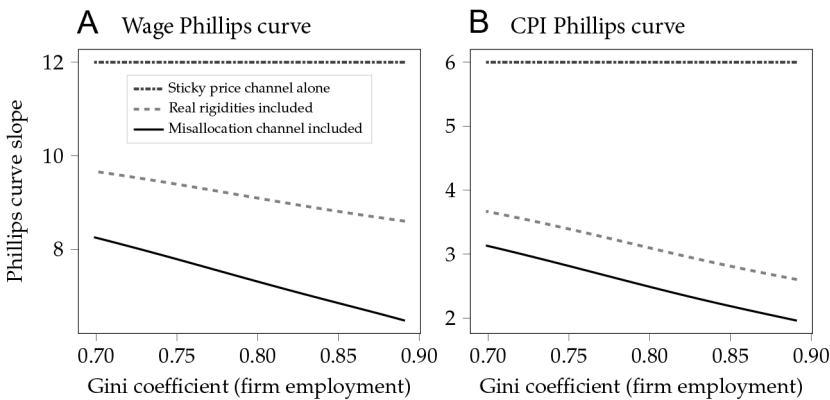 A Wage Phillips curve
12
10
8
Phillips curve slope
Sticky price channel alone
Real rigidities included
Misallocation channel included
0.70 0.75 0.80 0.85 0.90
Gini coefficient (firm employment)
B CPI Phillips curve
6
5
4
3
2
0.70 0.75 0.80 0.85 0.90
Gini coefficient (firm employment)